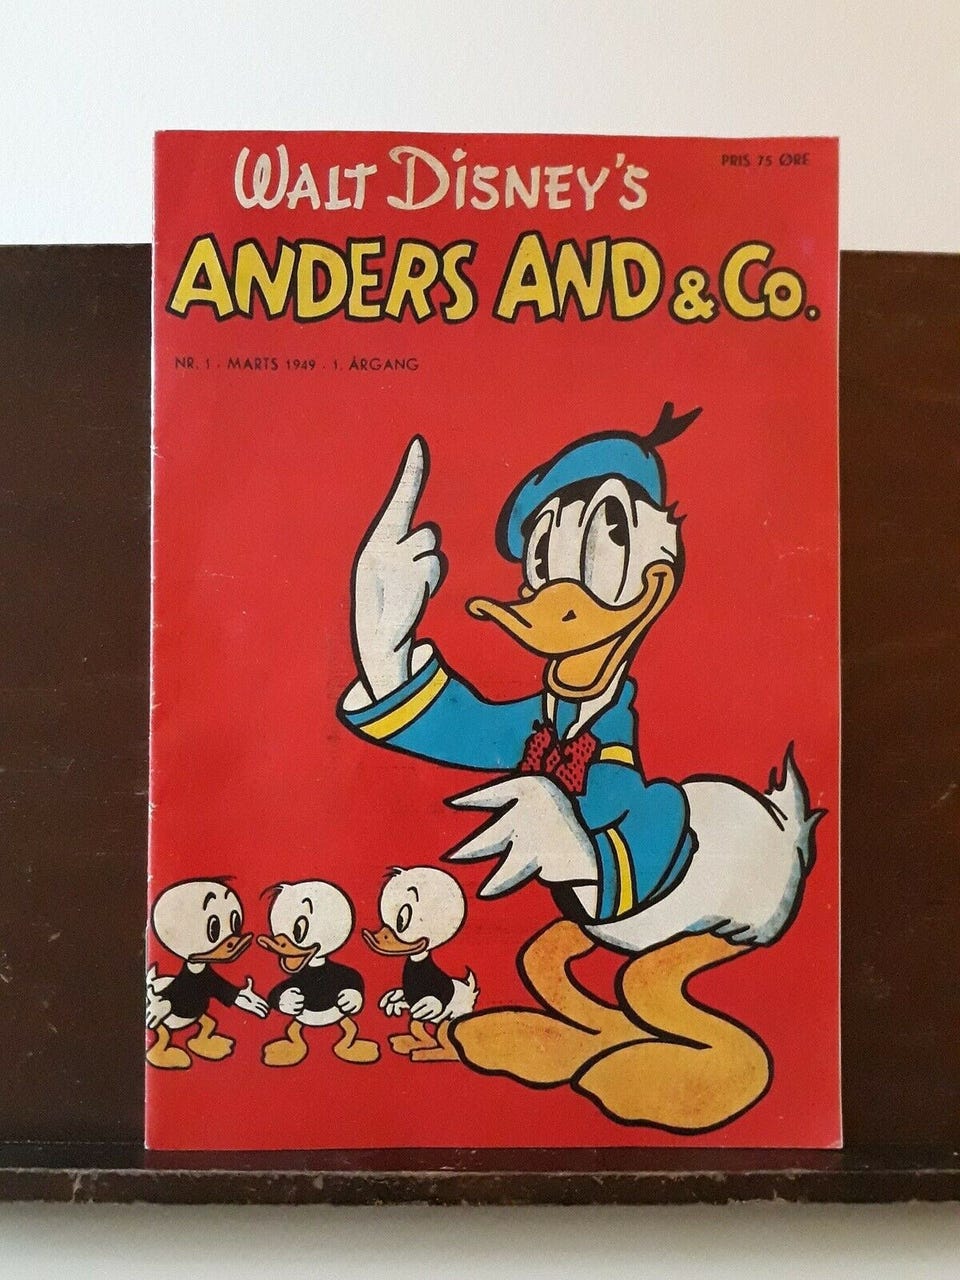 WALT DISNEY'S
PRIS 75 ØRE
ANDERS AND & CO.
NR. 1 · MARTS 1949 · 1. ÅRGANG